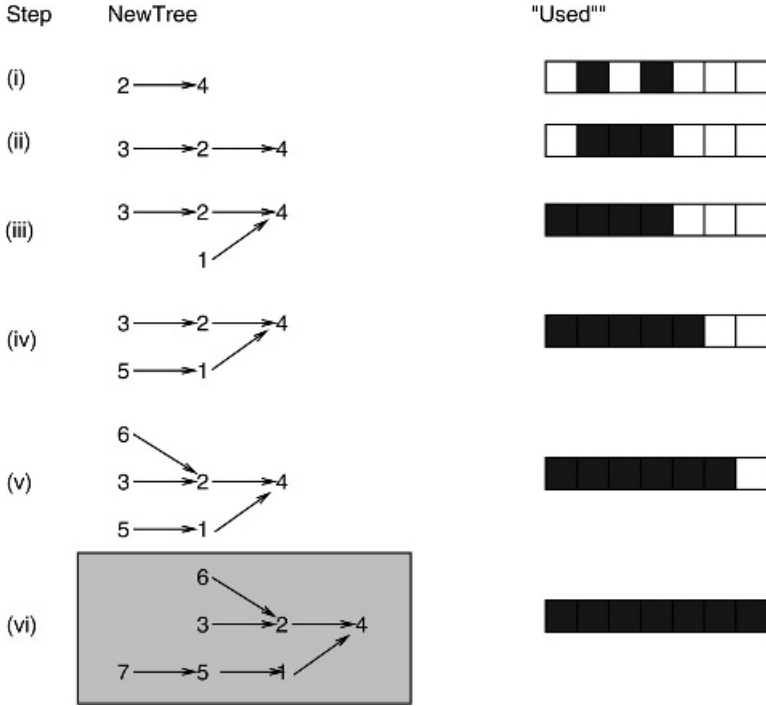 Step NewTree "Used""
(i) 2 4
(ii) 3 2 4
3 2 4
(iii)
1
3 2 4
(iv)
5 1
6
(v) 3 2 4
5 1
6
(vi) 3 2 4
7 5 1